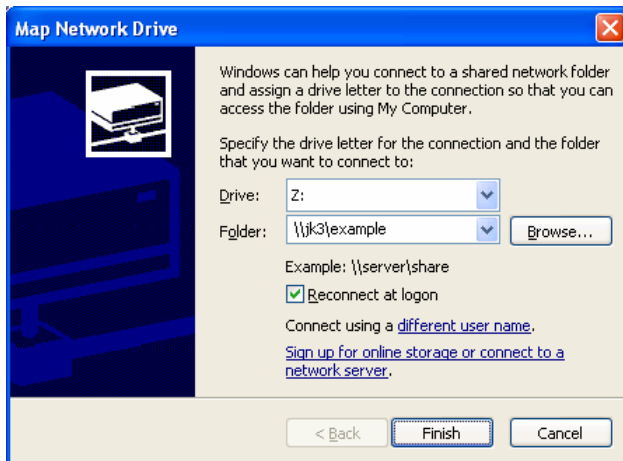 Map Network Drive
Windows can help you connect to a shared network folder
and assign a drive letter to the connection so that you can
access the folder using My Computer.
Specify the drive letter for the connection and the folder
that you want to connect to:
Drive: Z:
Folder: \\jk3\example Browse...
Example: \\server\share
Reconnect at logon
Connect using a different user name.
Sign up for online storage or connect to a
network server.
< Back Finish Cancel